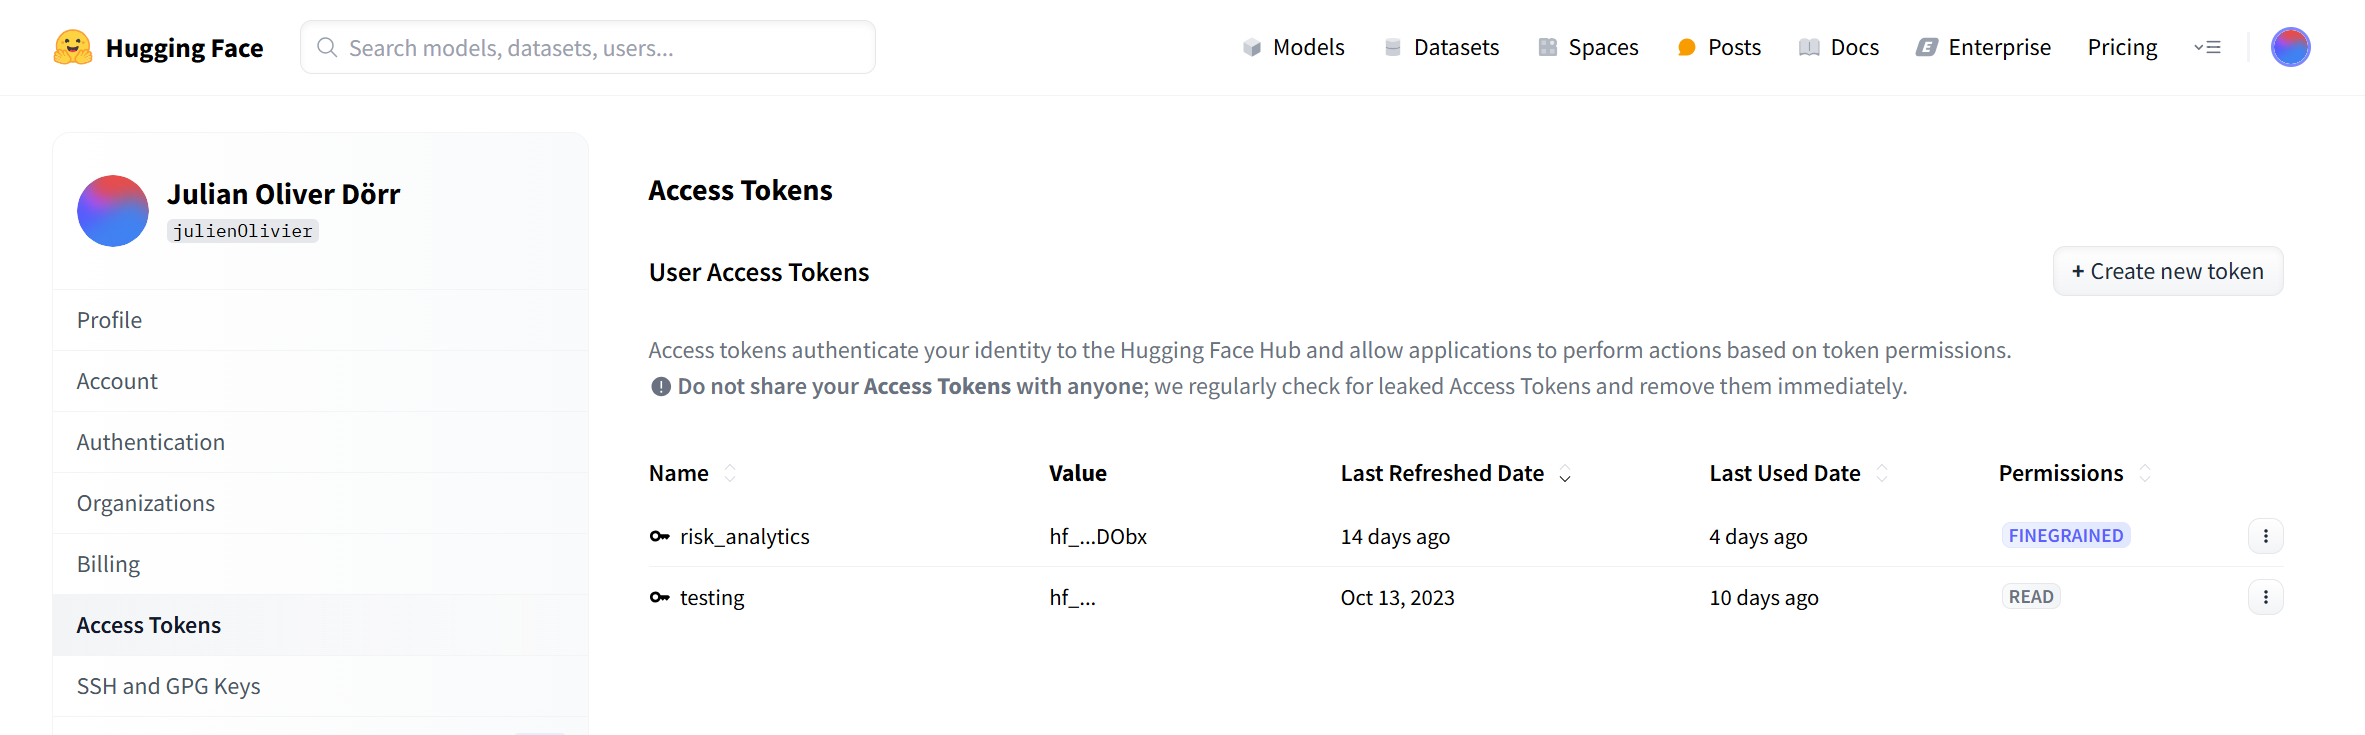 Hugging Face
Search models, datasets, users...
Models
Datasets
Spaces
Posts
Docs
Enterprise
Pricing
Julian Oliver Dörr
julienOlivier
Profile
Account
Authentication
Organizations
Billing
Access Tokens
SSH and GPG Keys
Access Tokens
User Access Tokens
+ Create new token
Access tokens authenticate your identity to the Hugging Face Hub and allow applications to perform actions based on token permissions.
Do not share your Access Tokens with anyone; we regularly check for leaked Access Tokens and remove them immediately.
Name Value Last Refreshed Date Last Used Date Permissions
risk_analytics hf_...DObx 14 days ago 4 days ago FINEGRAINED
testing hf_... Oct 13, 2023 10 days ago READ